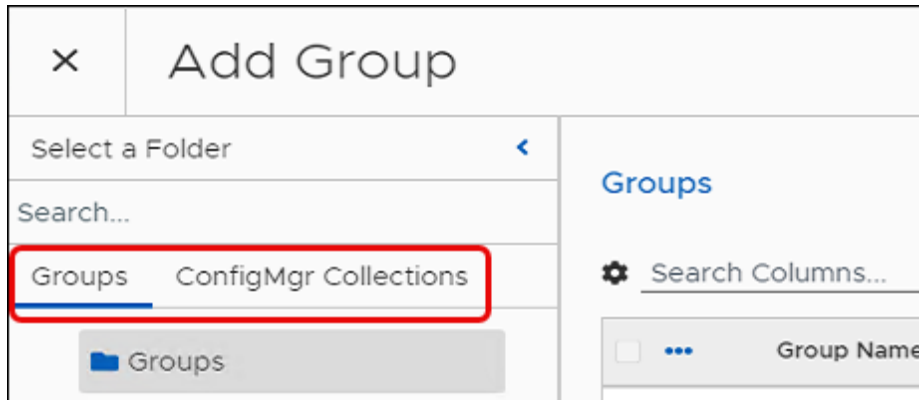 Add Group
Select a Folder
Search...
Groups ConfigMgr Collections
Groups
Groups
Search Columns...
Group Name